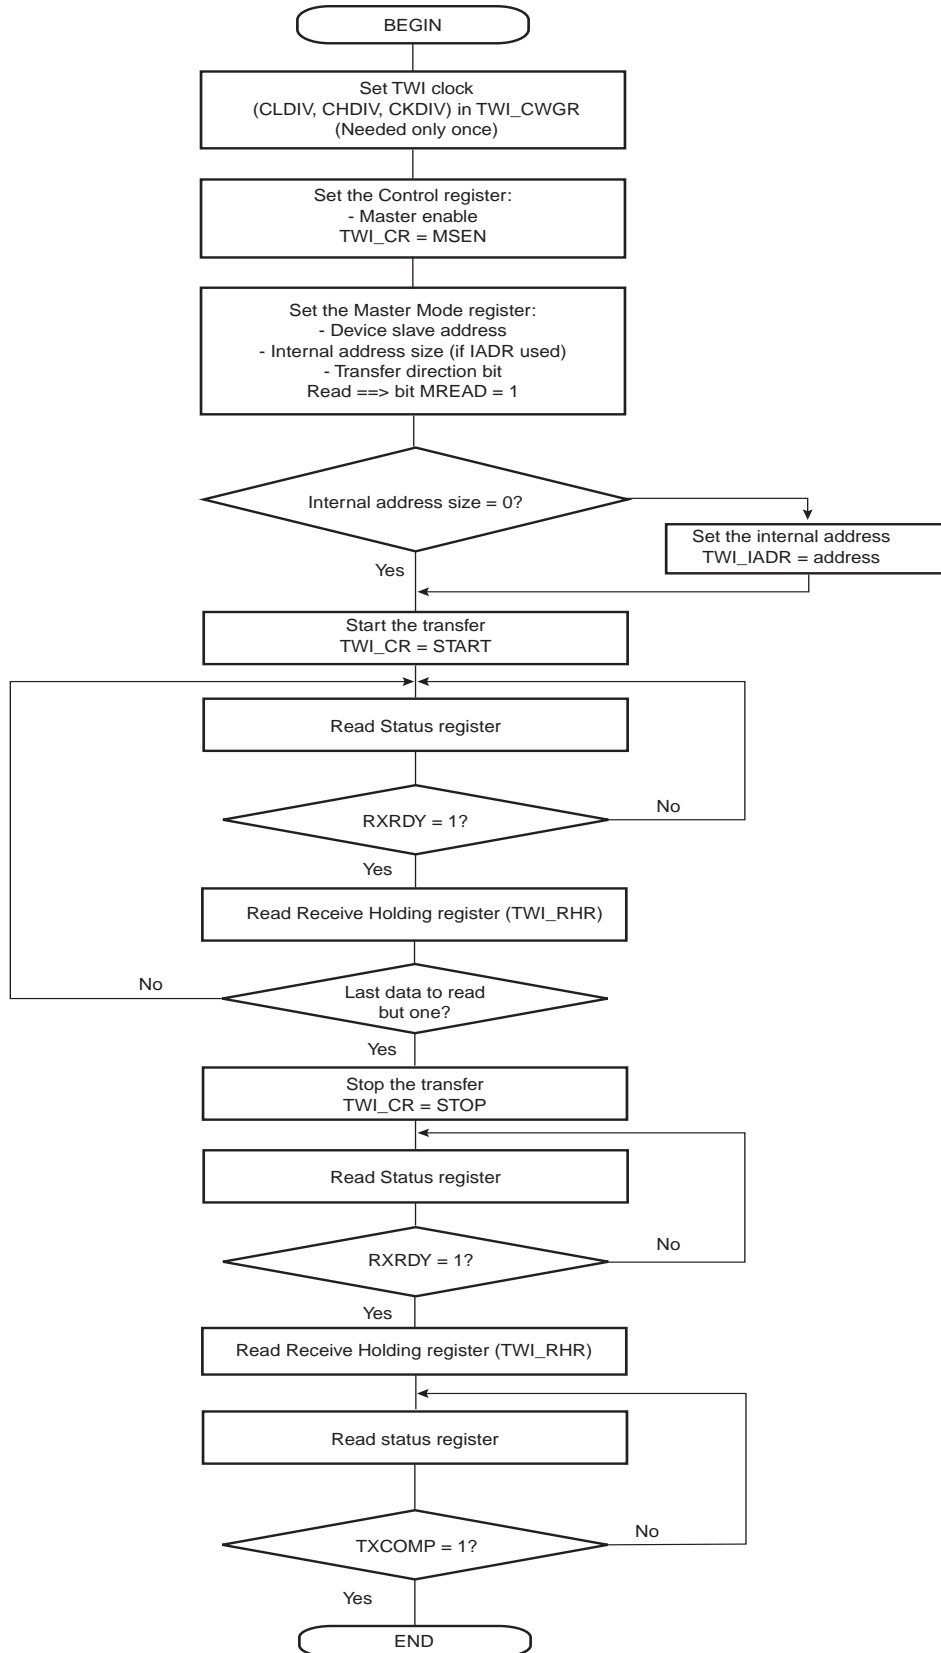 BEGIN
Set TWI clock
(CLDIV, CHDIV, CKDIV) in TWI_CWGR
(Needed only once)
Set the Control register:
- Master enable
TWI_CR = MSEN
Set the Master Mode register:
- Device slave address
- Internal address size (if IADR used)
- Transfer direction bit
Read ==> bit MREAD = 1
Internal address size = 0?
Set the internal address
TWI_IADR = address
Yes
Start the transfer
TWI_CR = START
Read Status register
RXRDY = 1?
No
Yes
Read Receive Holding register (TWI_RHR)
No
Last data to read
but one?
Yes
Stop the transfer
TWI_CR = STOP
Read Status register
RXRDY = 1?
No
Yes
Read Receive Holding register (TWI_RHR)
Read status register
TXCOMP = 1?
No
Yes
END